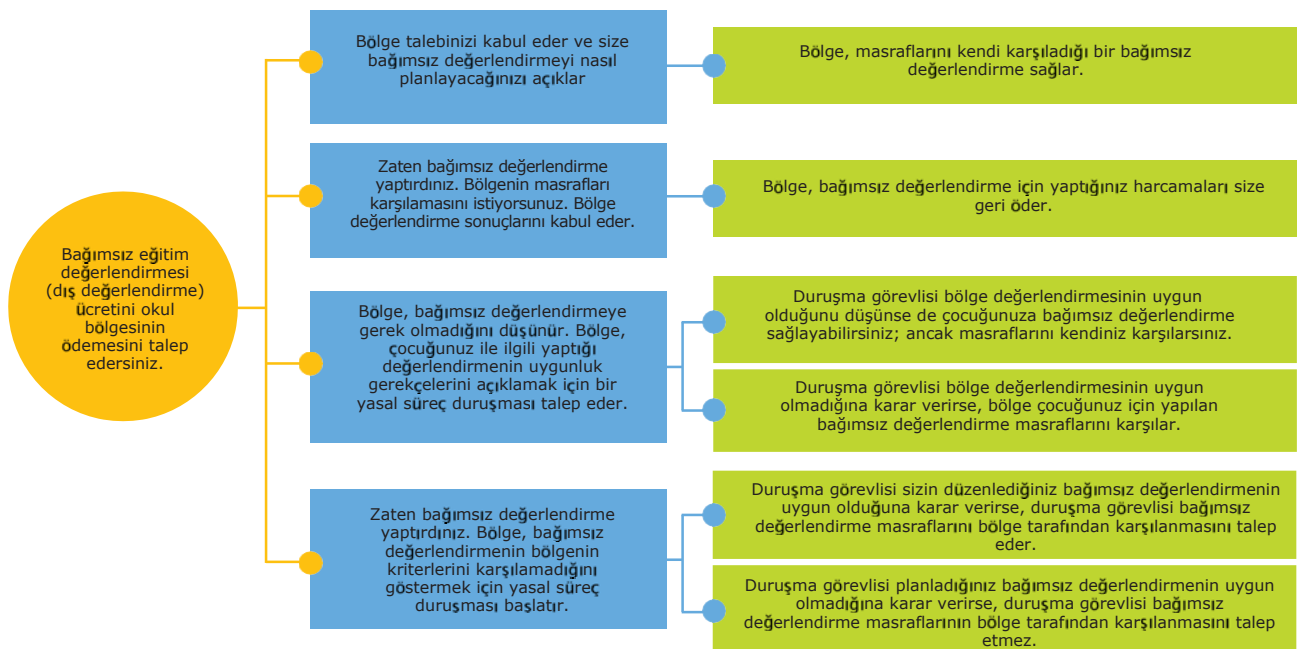 Bağımsız eğitim
değerlendirmesi
(dış değerlendirme)
ücretini okul
bölgesinin
ödemesini talep
edersiniz.
Bölge talebinizi kabul eder ve size
bağımsız değerlendirmeyi nasıl
planlayacağınızı açıklar
Bölge, masraflarını kendi karşıladığı bir bağımsız
değerlendirme sağlar.
Zaten bağımsız değerlendirme
yaptırdınız. Bölgenin masrafları
karşılamasını istiyorsunuz. Bölge
değerlendirme sonuçlarını kabul eder.
Bölge, bağımsız değerlendirme için yaptığınız harcamaları size
geri öder.
Bölge, bağımsız değerlendirmeye
gerek olmadığını düşünür. Bölge,
çocuğunuz ile ilgili yaptığı
değerlendirmenin uygunluk
gerekçelerini açıklamak için bir
yasal süreç duruşması talep eder.
Duruşma görevlisi bölge değerlendirmesinin uygun
olduğunu düşünse de çocuğunuza bağımsız değerlendirme
sağlayabilirsiniz; ancak masraflarını kendiniz karşılarsınız.
Duruşma görevlisi bölge değerlendirmesinin uygun
olmadığına karar verirse, bölge çocuğunuz için yapılan
bağımsız değerlendirme masraflarını karşılar.
Zaten bağımsız değerlendirme
yaptırdınız. Bölge, bağımsız
değerlendirmenin bölgenin
kriterlerini karşılamadığını
göstermek için yasal süreç
duruşması başlatır.
Duruşma görevlisi sizin düzenlediğiniz bağımsız değerlendirmenin
uygun olduğuna karar verirse, duruşma görevlisi bağımsız
değerlendirme masraflarını bölge tarafından karşılanmasını talep
eder.
Duruşma görevlisi planladığınız bağımsız değerlendirmenin uygun
olmadığına karar verirse, duruşma görevlisi bağımsız
değerlendirme masraflarının bölge tarafından karşılanmasını talep
etmez.